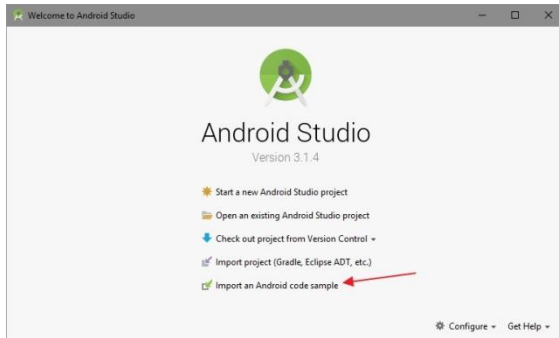 Welcome to Android Studio
Android Studio
Version 3.1.4
Start a new Android Studio project
Open an existing Android Studio project
Check out project from Version Control
Import project (Gradle, Eclipse ADT, etc.)
Import an Android code sample
Configure Get Help